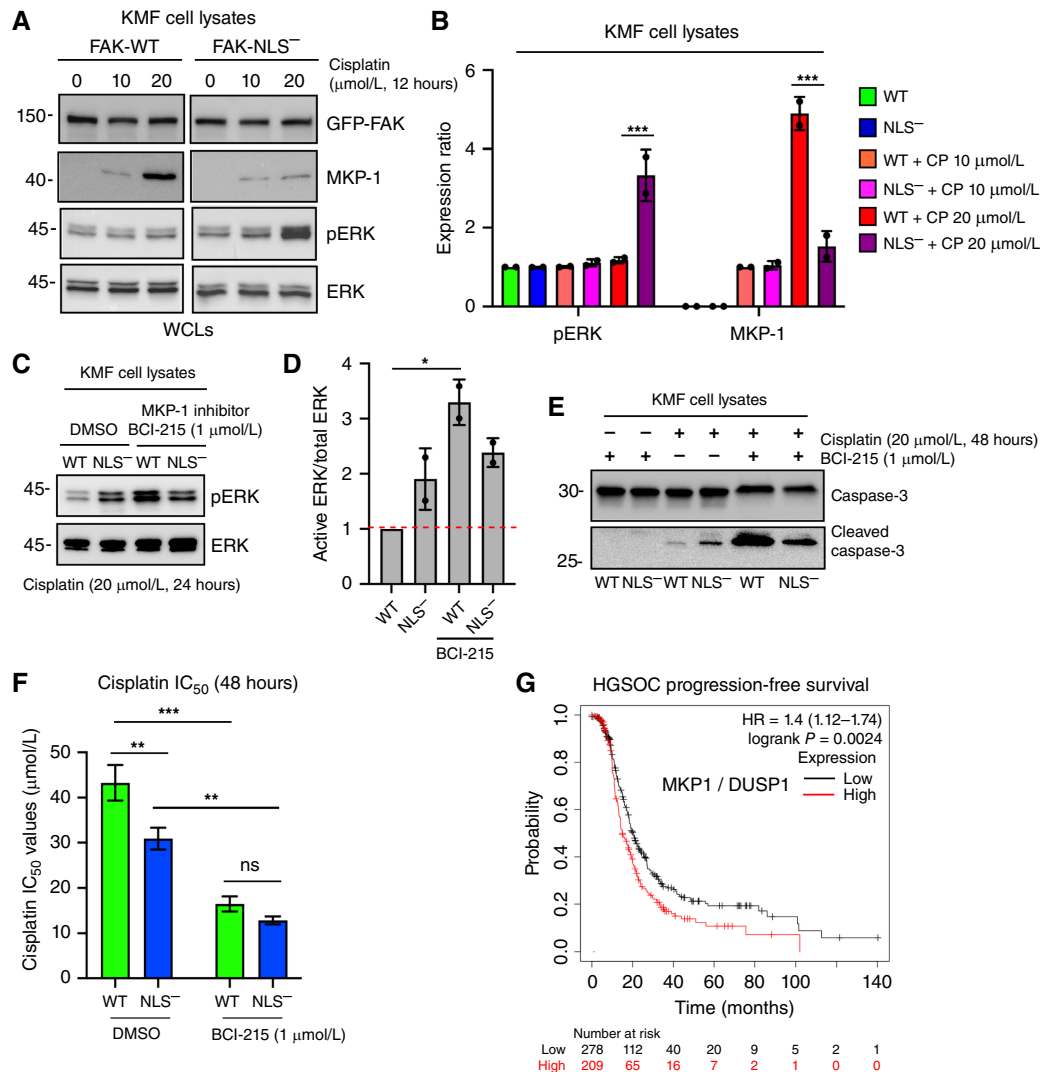 A
KMF cell lysates
FAK-WT FAK-NLS⁻
0 10 20 0 10 20
Cisplatin
(μmol/L, 12 hours)
150-
GFP-FAK
40-
MKP-1
45-
pERK
45-
ERK
WCLs
B
KMF cell lysates
Expression ratio
6
4
2
0
***
***
pERK MKP-1
WT
NLS⁻
WT + CP 10 μmol/L
NLS⁻ + CP 10 μmol/L
WT + CP 20 μmol/L
NLS⁻ + CP 20 μmol/L
C
KMF cell lysates
MKP-1 inhibitor
DMSO BCI-215 (1 μmol/L)
WT NLS⁻ WT NLS⁻
45-
pERK
45-
ERK
Cisplatin (20 μmol/L, 24 hours)
D
Active ERK/total ERK
4
3
2
1
0
*
WT NLS⁻ WT NLS⁻
BCI-215
E
KMF cell lysates
– – + + + + Cisplatin (20 μmol/L, 48 hours)
+ + – – + + BCI-215 (1 μmol/L)
30-
Caspase-3
Cleaved
caspase-3
25-
WT NLS⁻ WT NLS⁻ WT NLS⁻
F
Cisplatin IC₅₀ (48 hours)
Cisplatin IC₅₀ values (μmol/L)
50
40
30
20
10
0
***
**
**
ns
WT NLS⁻ WT NLS⁻
DMSO BCI-215 (1 μmol/L)
G
HGSOC progression-free survival
HR = 1.4 (1.12–1.74)
logrank P = 0.0024
Expression
MKP1 / DUSP1
Low
High
Probability
1.0
0.8
0.6
0.4
0.2
0.0
0 20 40 60 80 100 120 140
Time (months)
Number at risk
Low 278 112 40 20 9 5 2 1
High 209 65 16 7 2 1 0 0